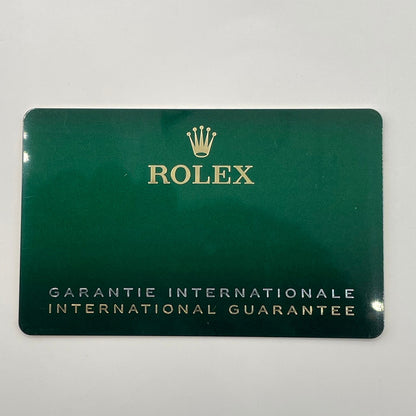 ROLEX
GARANTIE INTERNATIONALE
INTERNATIONAL GUARANTEE